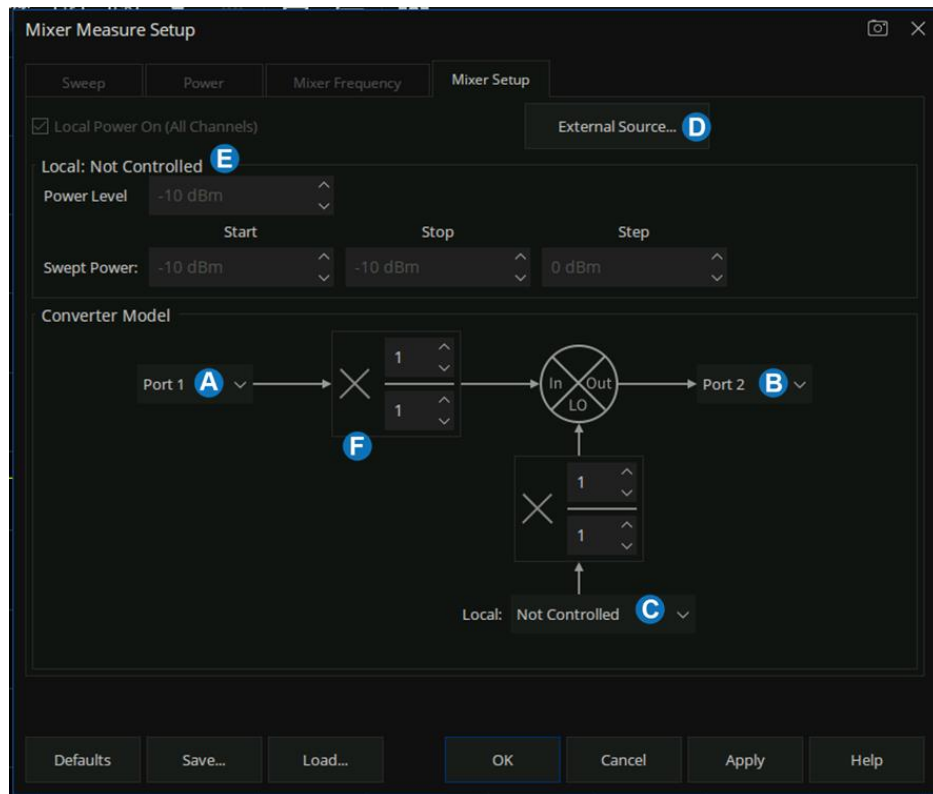 Mixer Measure Setup
Sweep Power Mixer Frequency Mixer Setup
Local Power On (All Channels) External Source... D
Local: Not Controlled E
Power Level -10 dBm
Start Stop Step
Swept Power: -10 dBm -10 dBm 0 dBm
Converter Model
1
Port 1 A In Out Port 2 B
1 LO
F
1
1
Local: Not Controlled C
Defaults Save... Load... OK Cancel Apply Help